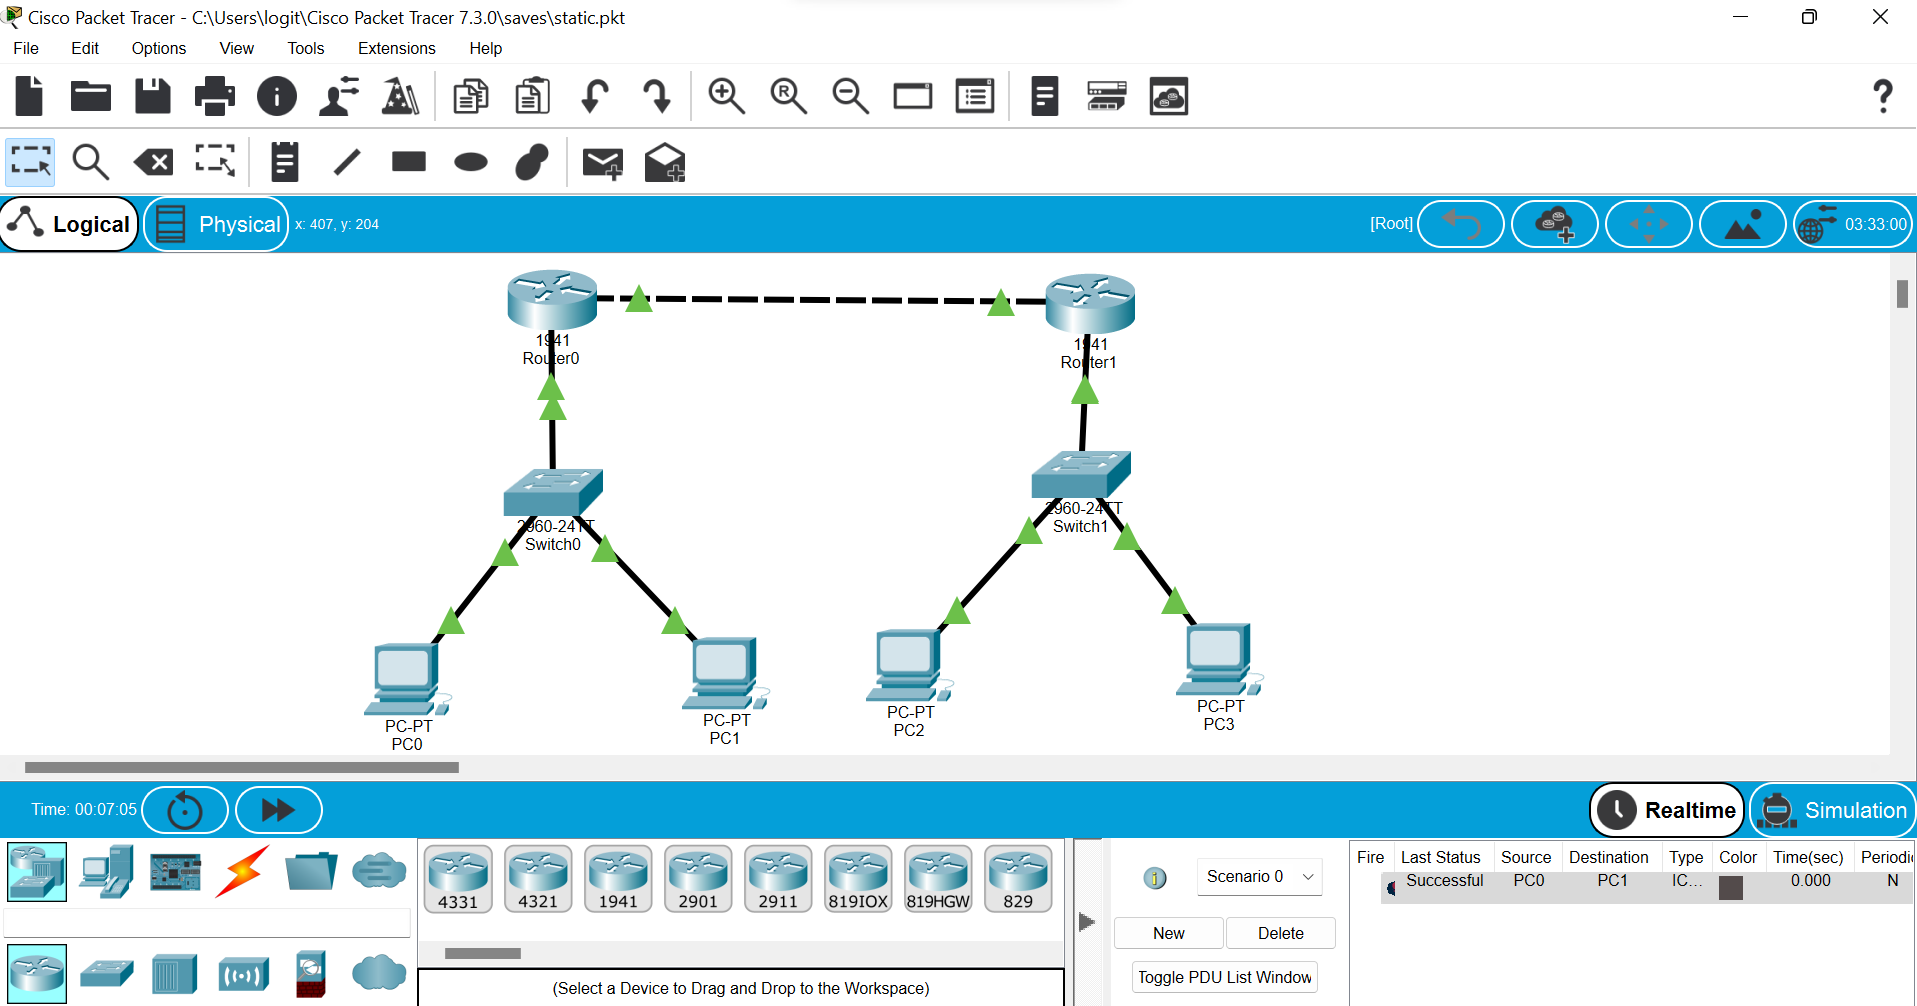 Cisco Packet Tracer - C:\Users\logit\Cisco Packet Tracer 7.3.0\saves\static.pkt
File Edit Options View Tools Extensions Help
Logical Physical x: 407, y: 204 [Root] 03:33:00
1941
Router0
1941
Router1
2960-24TT
Switch0
2960-24TT
Switch1
PC-PT
PC0
PC-PT
PC1
PC-PT
PC2
PC-PT
PC3
Time: 00:07:05 Realtime Simulation
4331 4321 1941 2901 2911 819IOX 819HGW 829
(Select a Device to Drag and Drop to the Workspace)
Scenario 0
New Delete
Toggle PDU List Window
Fire Last Status Source Destination Type Color Time(sec) Periodi
Successful PC0 PC1 IC... 0.000 N